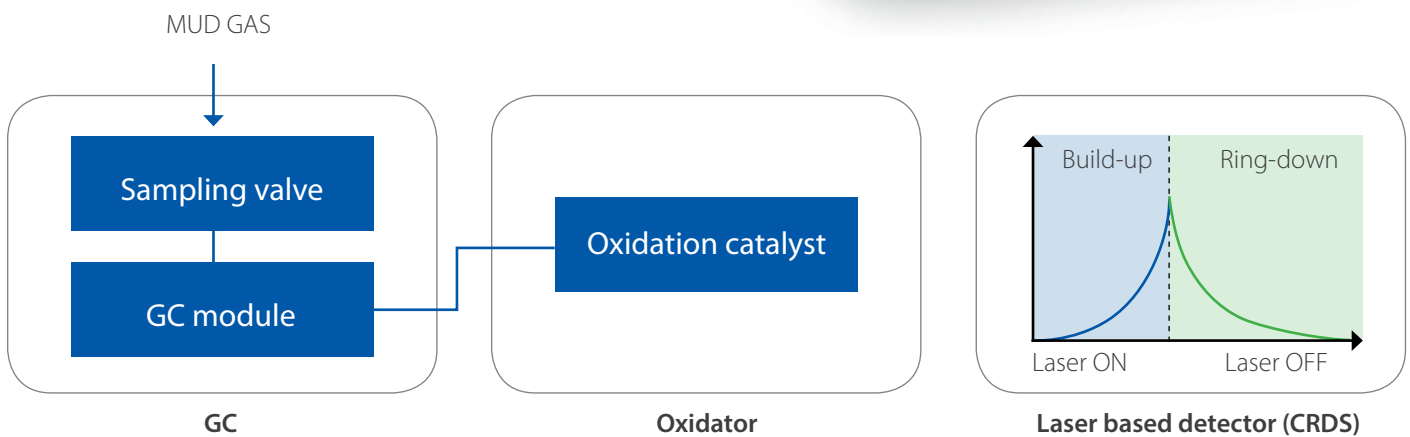 MUD GAS
Sampling valve
GC module
GC
Oxidation catalyst
Oxidator
Build-up
Ring-down
Laser ON
Laser OFF
Laser based detector (CRDS)